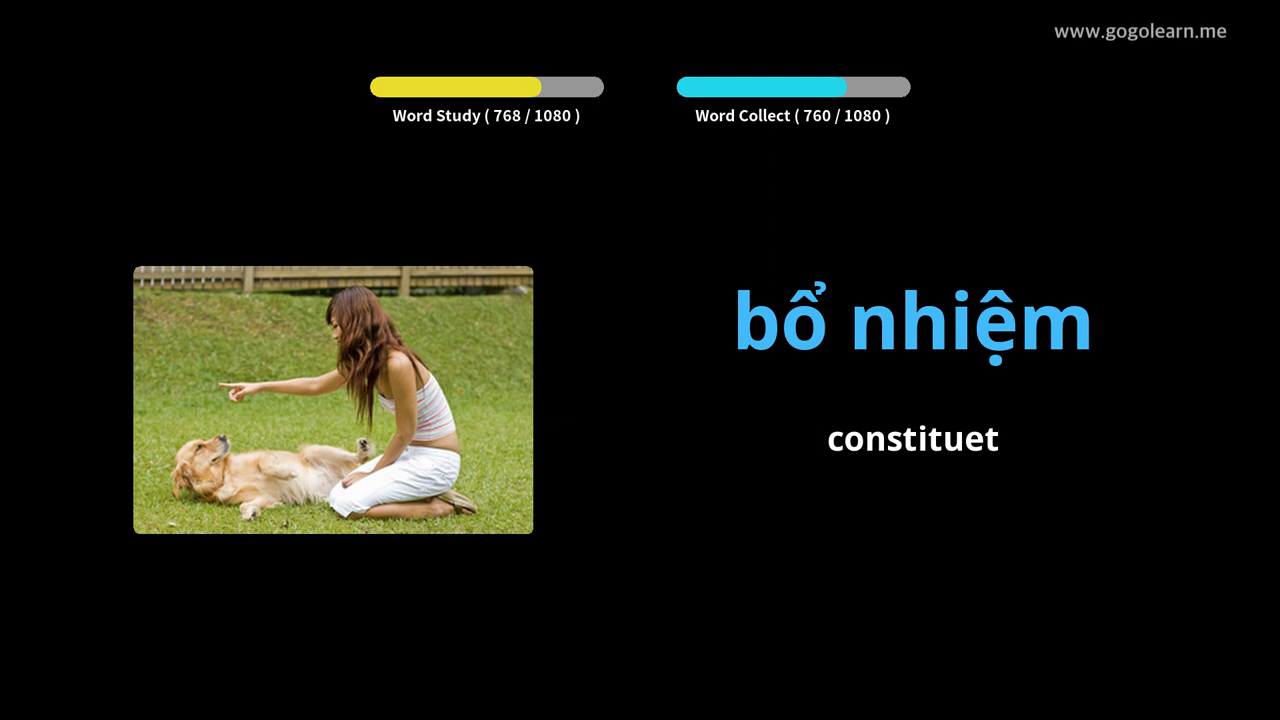 www.gogolearn.me
Word Study ( 768 / 1080 )
Word Collect ( 760 / 1080 )
bổ nhiệm
constituet